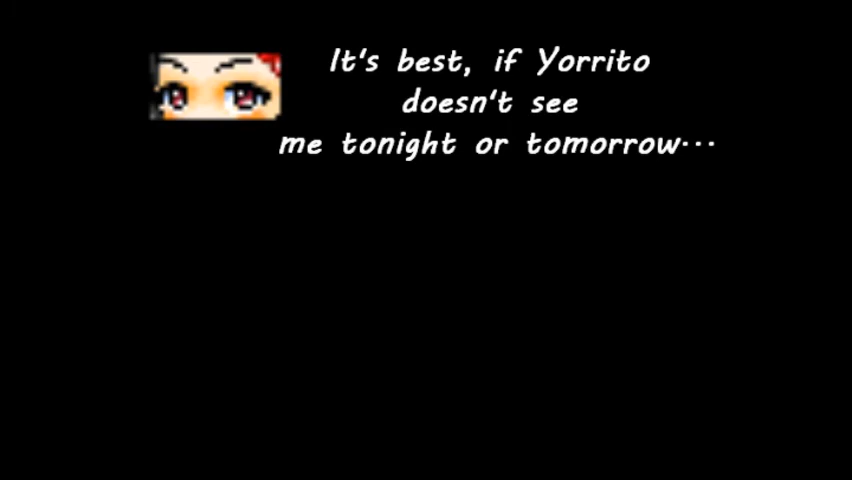 It's best, if Yorrito
doesn't see
me tonight or tomorrow…